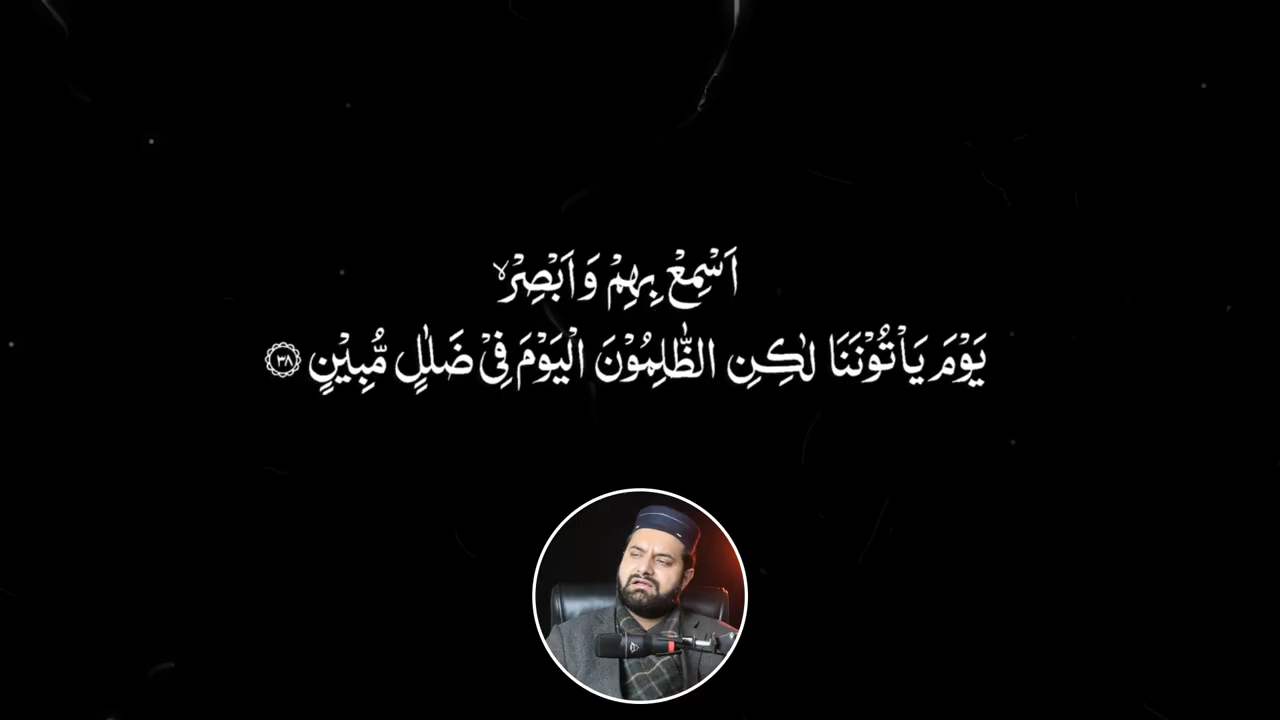 اَسْمِعْ بِهِمْ وَاَبْصِرْۙ
يَوْمَ يَاْتُوْنَنَا لٰكِنِ الظّٰلِمُوْنَ الْيَوْمَ فِيْ ضَلٰلٍ مُّبِيْنٍ ۝٣٨